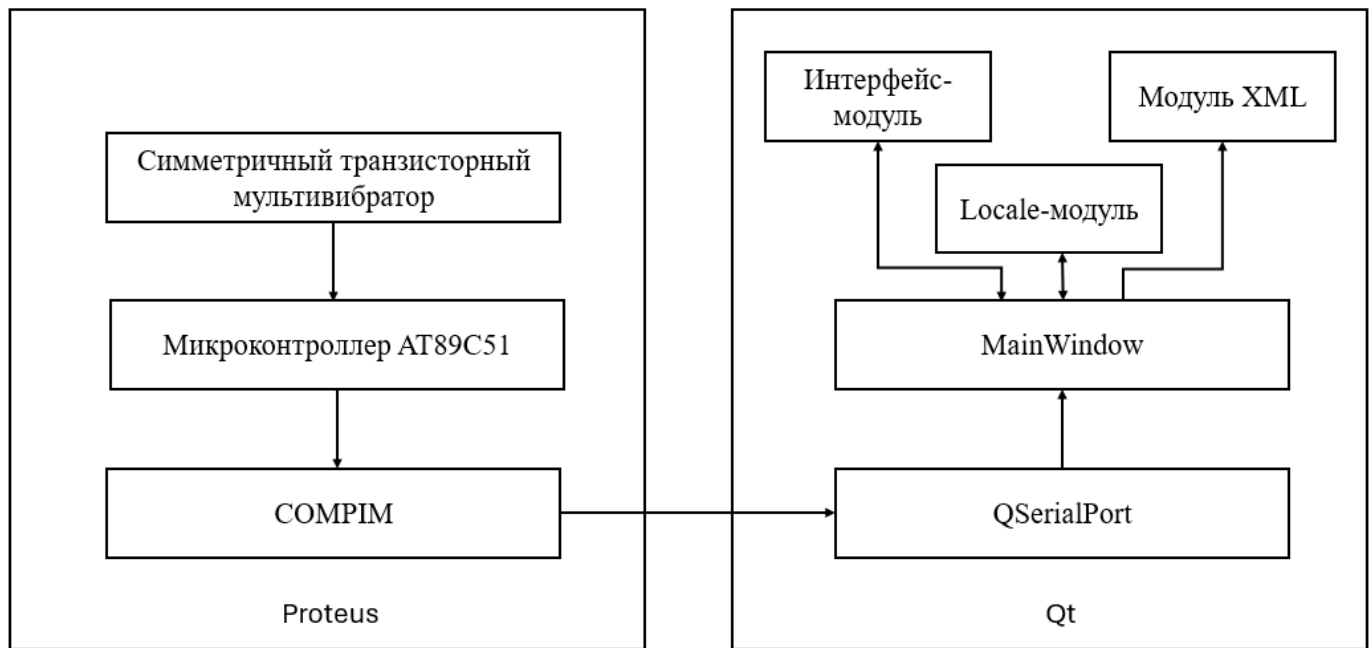 Симметричный транзисторный
мультивибратор
Микроконтроллер AT89C51
COMPIM
Proteus
Интерфейс-
модуль
Модуль XML
Locale-модуль
MainWindow
QSerialPort
Qt